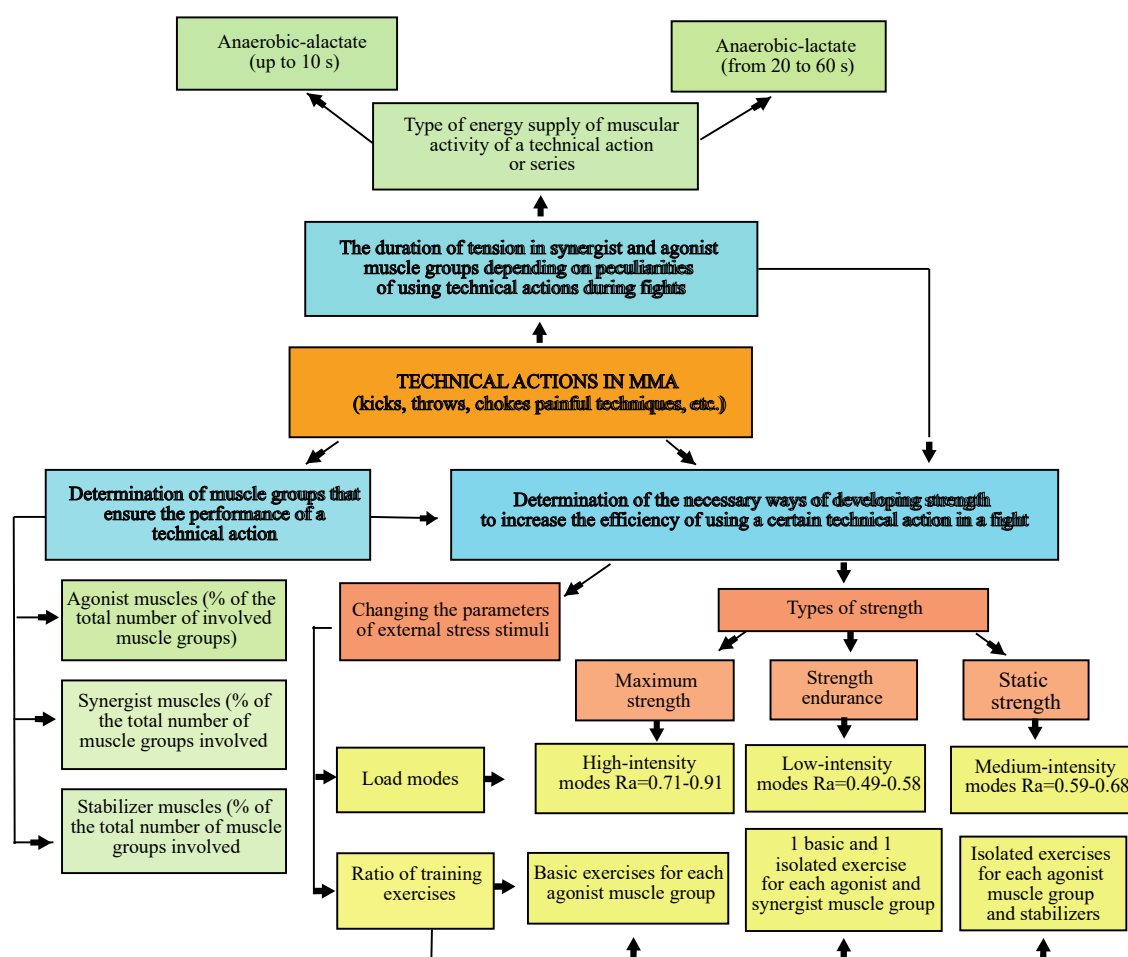 Anaerobic-alactate
(up to 10 s)
Anaerobic-lactate
(from 20 to 60 s)
Type of energy supply of muscular
activity of a technical action
or series
The duration of tension in synergist and agonist
muscle groups depending on peculiarities
of using technical actions during fights
TECHNICAL ACTIONS IN MMA
(kicks, throws, chokes painful techniques, etc.)
Determination of muscle groups that
ensure the performance of a
technical action
Determination of the necessary ways of developing strength
to increase the efficiency of using a certain technical action in a fight
Agonist muscles (% of the
total number of involved
muscle groups)
Synergist muscles (% of
the total number of
muscle groups involved
Stabilizer muscles (% of
the total number of muscle
groups involved
Changing the parameters
of external stress stimuli
Types of strength
Maximum
strength
Strength
endurance
Static
strength
Load modes
High-intensity
modes Ra=0.71-0.91
Low-intensity
modes Ra=0.49-0.58
Medium-intensity
modes Ra=0.59-0.68
Ratio of training
exercises
Basic exercises for each
agonist muscle group
1 basic and 1
isolated exercise
for each agonist and
synergist muscle group
Isolated exercises
for each agonist
muscle group
and stabilizers